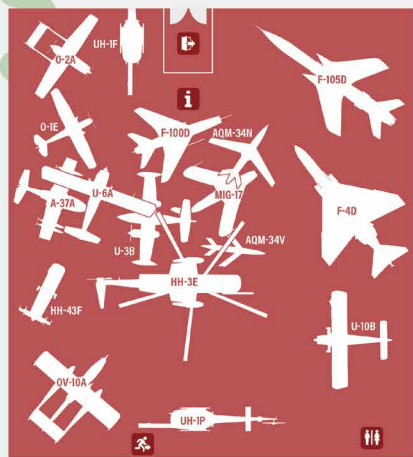 UH-1F
O-2A
F-105D
i
O-1E
F-100D
AQM-34N
U-6A
A-37A
MIG-17
F-4D
U-3B
AQM-34V
HH-3E
HH-43F
U-10B
OV-10A
UH-1P